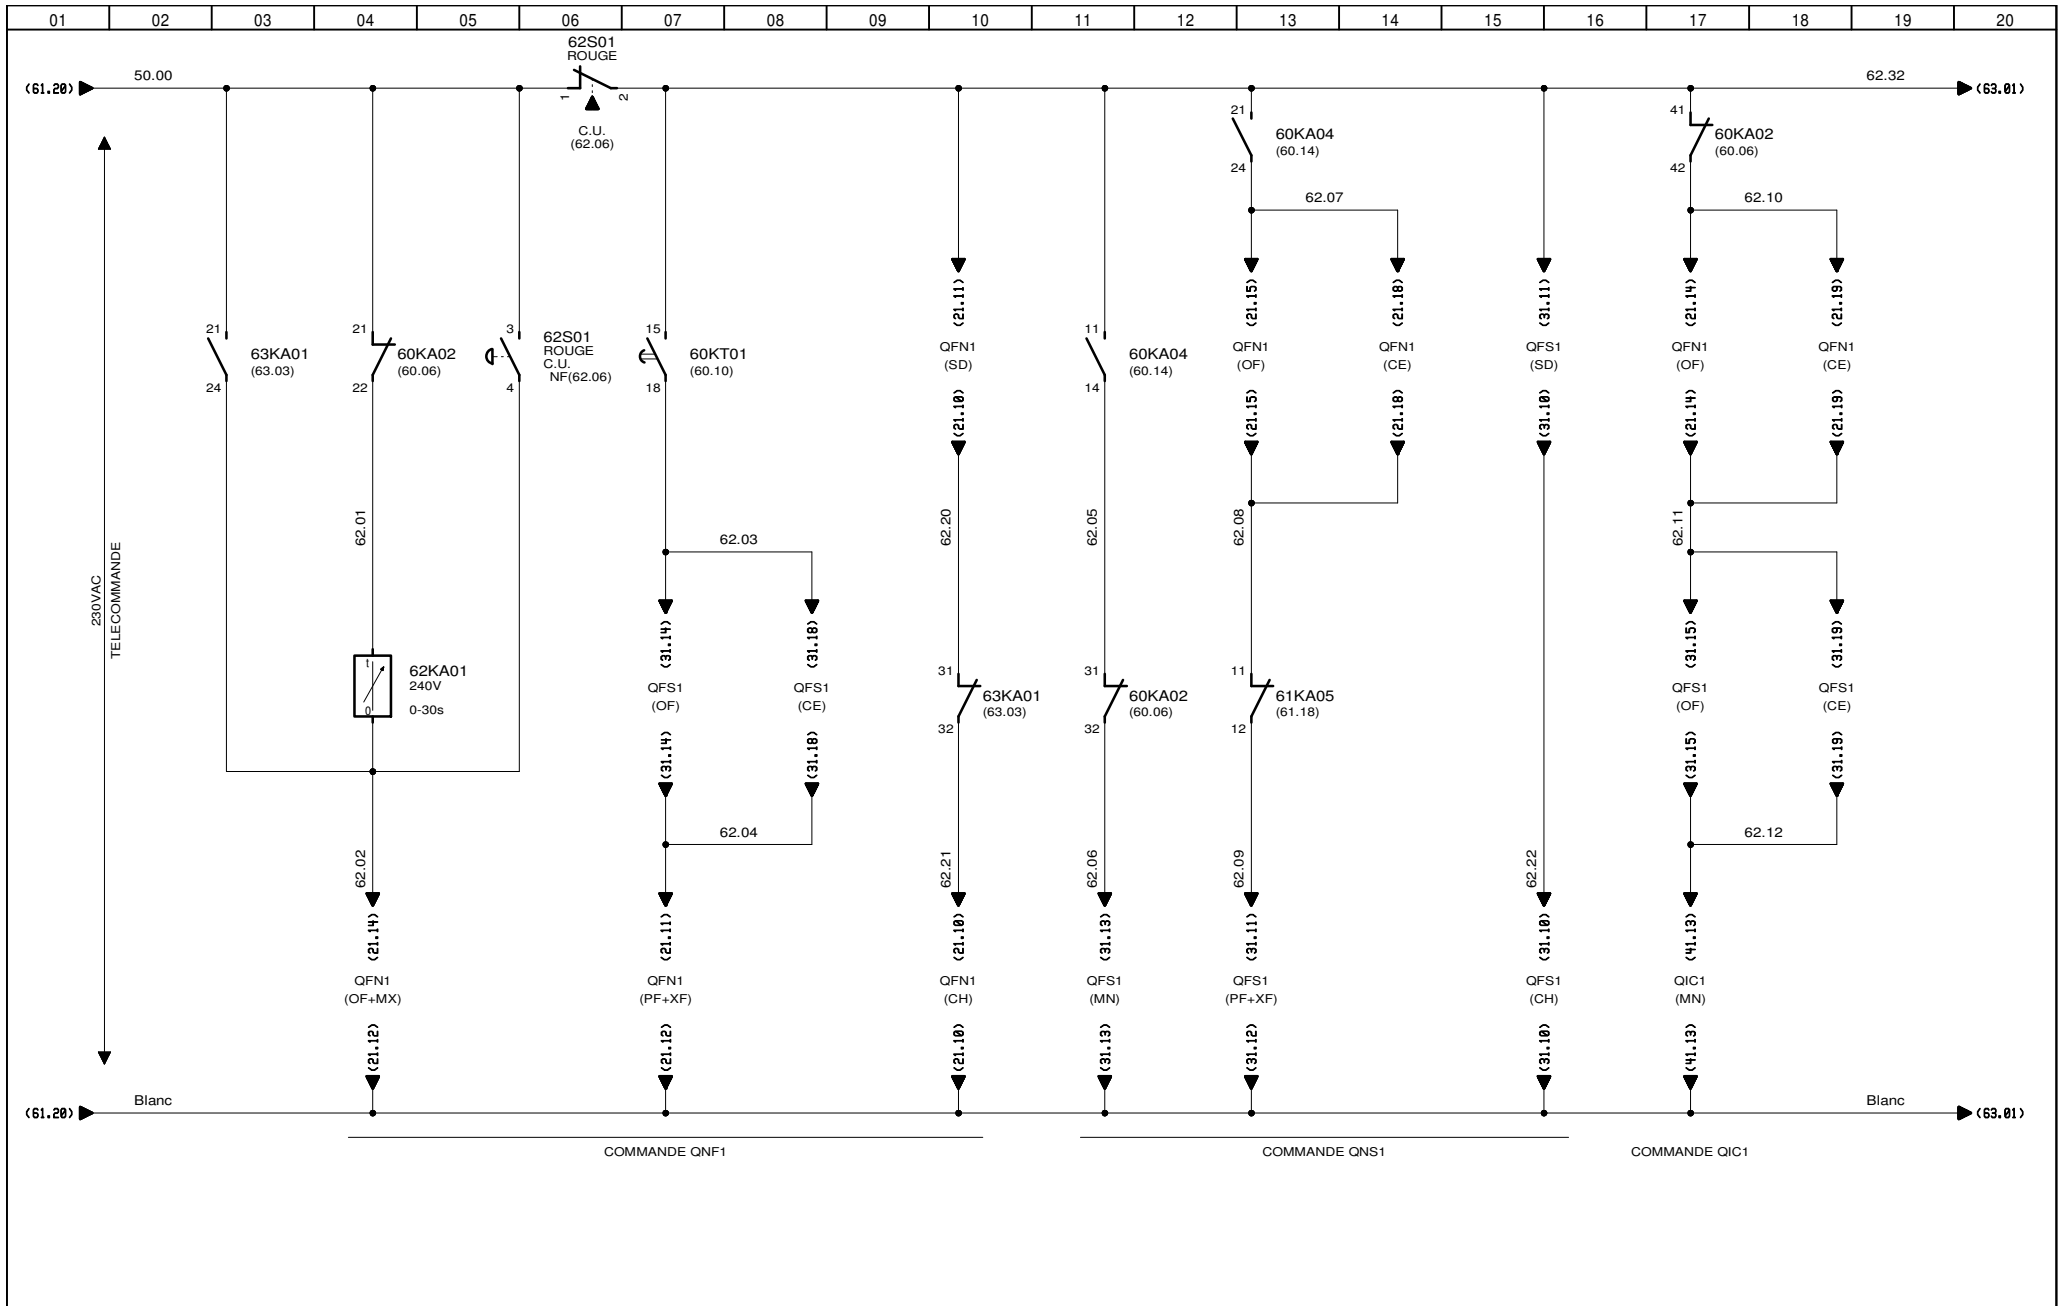 01 02 03 04 05 06 07 08 09 10 11 12 13 14 15 16 17 18 19 20
62S01
ROUGE
(61.20) 50.00
1 2
62.32 (63.01)
C.U.
(62.06)
21
60KA04
(60.14)
24
41
60KA02
(60.06)
42
62.07
62.10
230VAC
TELECOMMANDE
21
63KA01
(63.03)
24
21
60KA02
(60.06)
22
3
62S01
ROUGE
C.U.
NF(62.06)
4
15
60KT01
(60.10)
18
(21.11)
QFN1
(SD)
(21.10)
11
60KA04
(60.14)
14
(21.15)
QFN1
(OF)
(21.15)
(21.18)
QFN1
(CE)
(21.18)
(31.11)
QFS1
(SD)
(31.10)
(21.14)
QFN1
(OF)
(21.14)
(21.19)
QFN1
(CE)
(21.19)
62.01
62.03
62.20
62.05
62.08
62.11
t
0
62KA01
240V
0-30s
(31.14)
QFS1
(OF)
(31.14)
(31.18)
QFS1
(CE)
(31.18)
31
63KA01
(63.03)
32
31
60KA02
(60.06)
32
11
61KA05
(61.18)
12
(31.15)
QFS1
(OF)
(31.15)
(31.19)
QFS1
(CE)
(31.19)
62.02
62.04
62.21
62.06
62.09
62.22
62.12
(21.14)
QFN1
(OF+MX)
(21.12)
(21.11)
QFN1
(PF+XF)
(21.12)
(21.10)
QFN1
(CH)
(21.10)
(31.13)
QFS1
(MN)
(31.13)
(31.11)
QFS1
(PF+XF)
(31.12)
(31.10)
QFS1
(CH)
(31.10)
(41.13)
QIC1
(MN)
(41.13)
(61.20) Blanc
Blanc (63.01)
COMMANDE QNF1
COMMANDE QNS1
COMMANDE QIC1